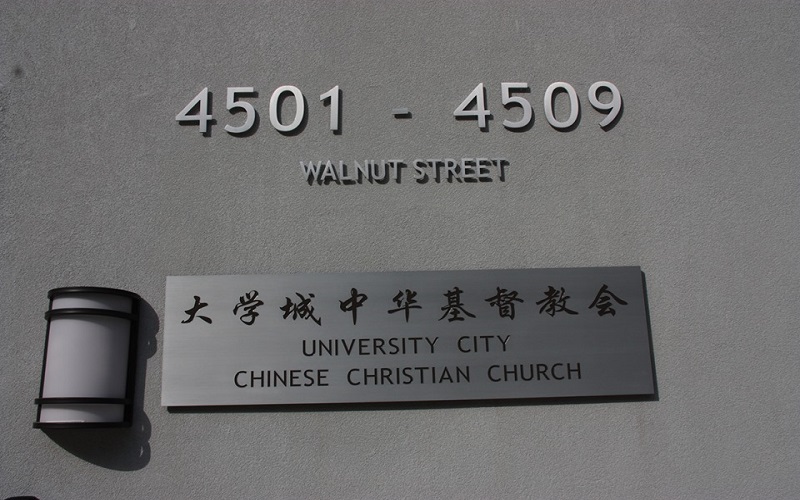 4501 - 4509
WALNUT STREET
大学城中华基督教会
UNIVERSITY CITY
CHINESE CHRISTIAN CHURCH